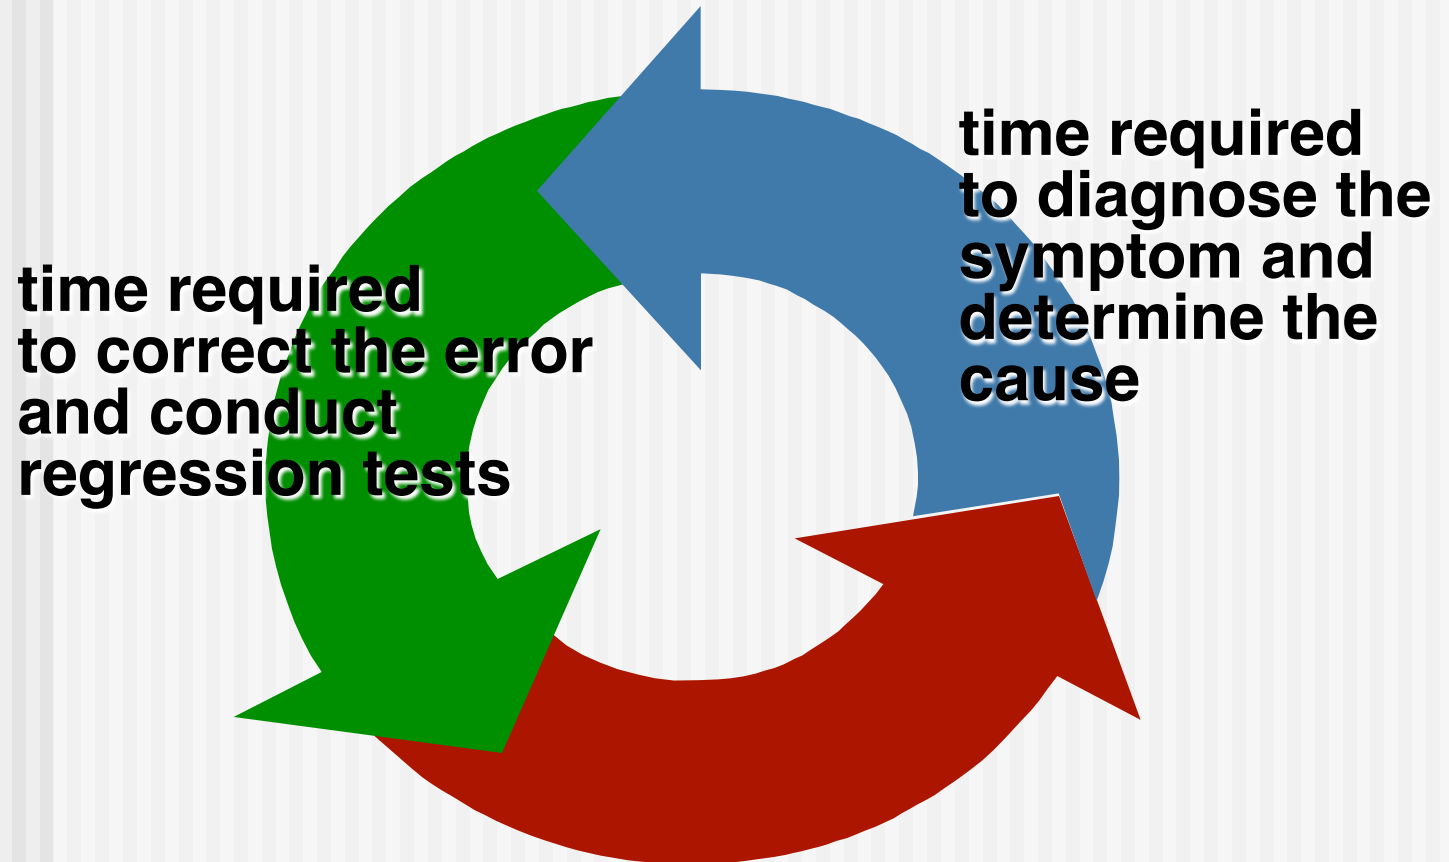 time required
to diagnose the
symptom and
determine the
cause
time required
to correct the error
and conduct
regression tests